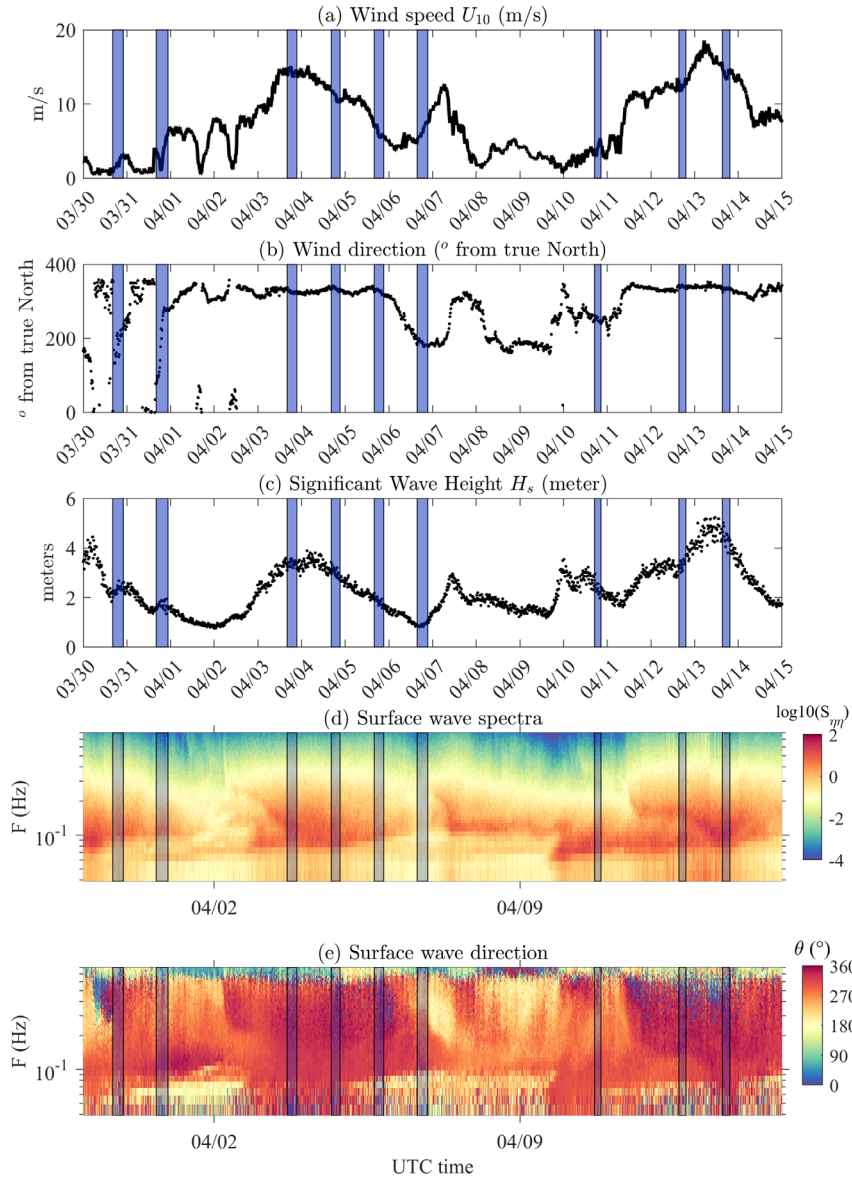 (a) Wind speed U10 (m/s)
20
10
0
m/s
03/30 03/31 04/01 04/02 04/03 04/04 04/05 04/06 04/07 04/08 04/09 04/10 04/11 04/12 04/13 04/14 04/15
(b) Wind direction (o from true North)
400
200
0
o from true North
03/30 03/31 04/01 04/02 04/03 04/04 04/05 04/06 04/07 04/08 04/09 04/10 04/11 04/12 04/13 04/14 04/15
(c) Significant Wave Height Hs (meter)
6
4
2
0
meters
03/30 03/31 04/01 04/02 04/03 04/04 04/05 04/06 04/07 04/08 04/09 04/10 04/11 04/12 04/13 04/14 04/15
(d) Surface wave spectra
log10(Sηη)
2
0
-2
-4
F (Hz)
10-1
04/02 04/09
(e) Surface wave direction
θ (°)
360
270
180
90
0
F (Hz)
10-1
04/02 04/09
UTC time